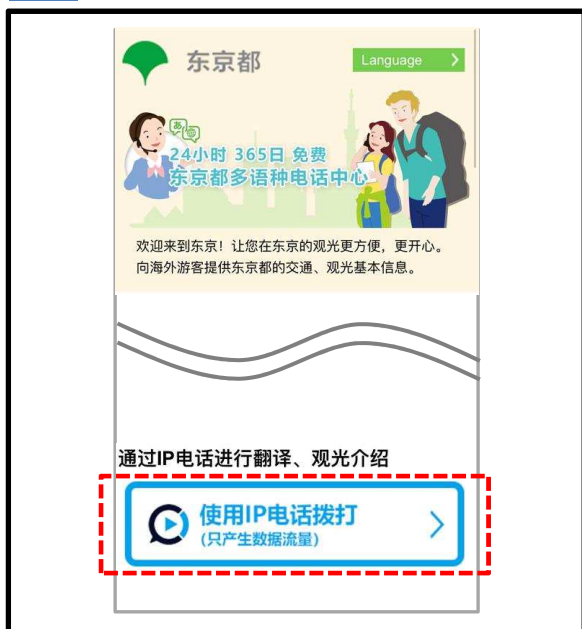 东京都
Language
あ
24小时 365日 免费
东京都多语种电话中心
欢迎来到东京！让您在东京的观光更方便，更开心。
向海外游客提供东京都的交通、观光基本信息。
通过IP电话进行翻译、观光介绍
使用IP电话拨打
(只产生数据流量)